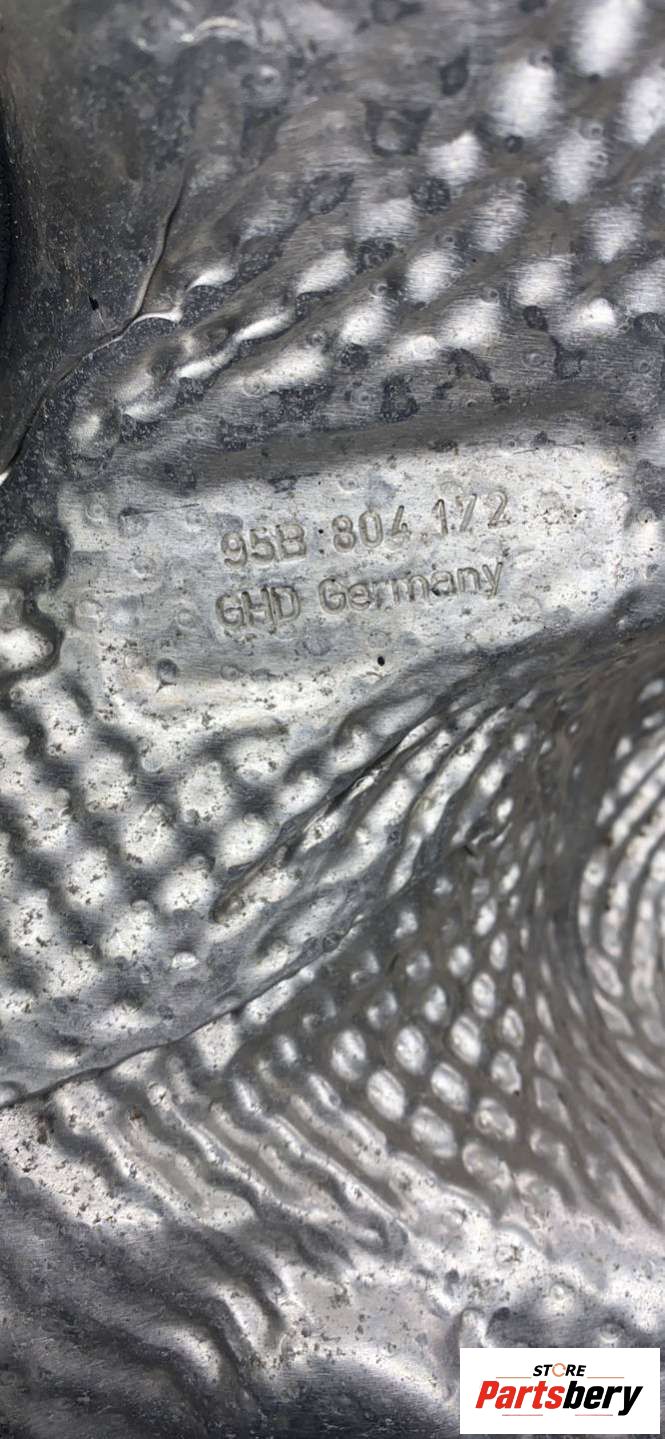 95B.804.172
GHD Germany
STORE
Partsbery